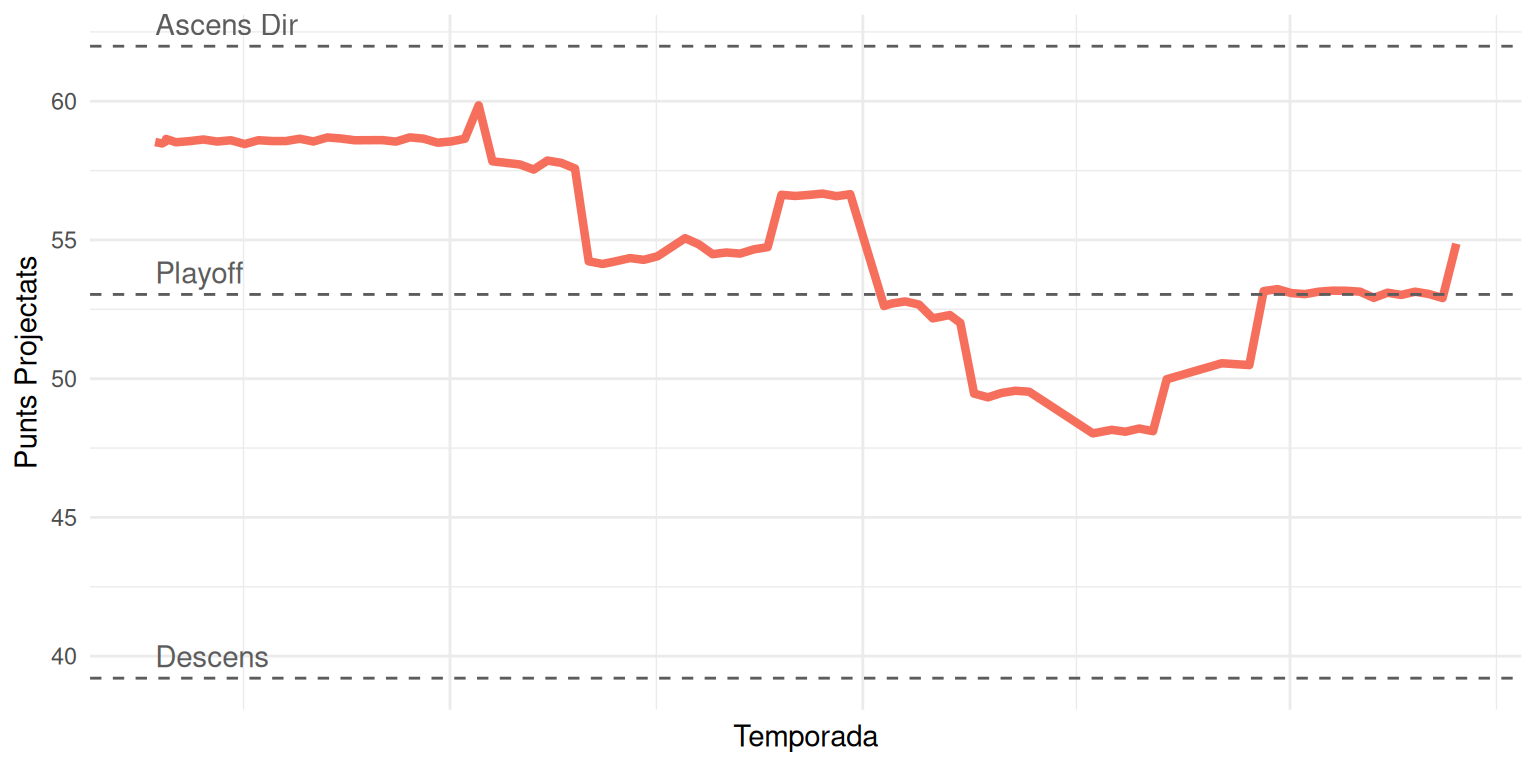 Ascens Dir
60
55
Playoff
50
45
40
Descens
Punts Projectats
Temporada